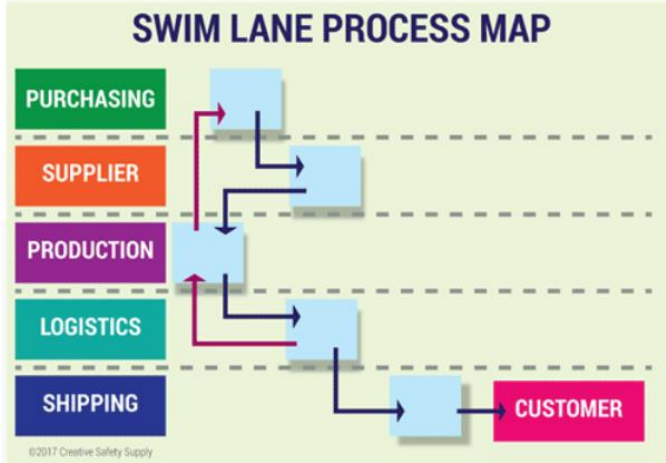 SWIM LANE PROCESS MAP
PURCHASING
SUPPLIER
PRODUCTION
LOGISTICS
SHIPPING
CUSTOMER
©2017 Creative Safety Supply